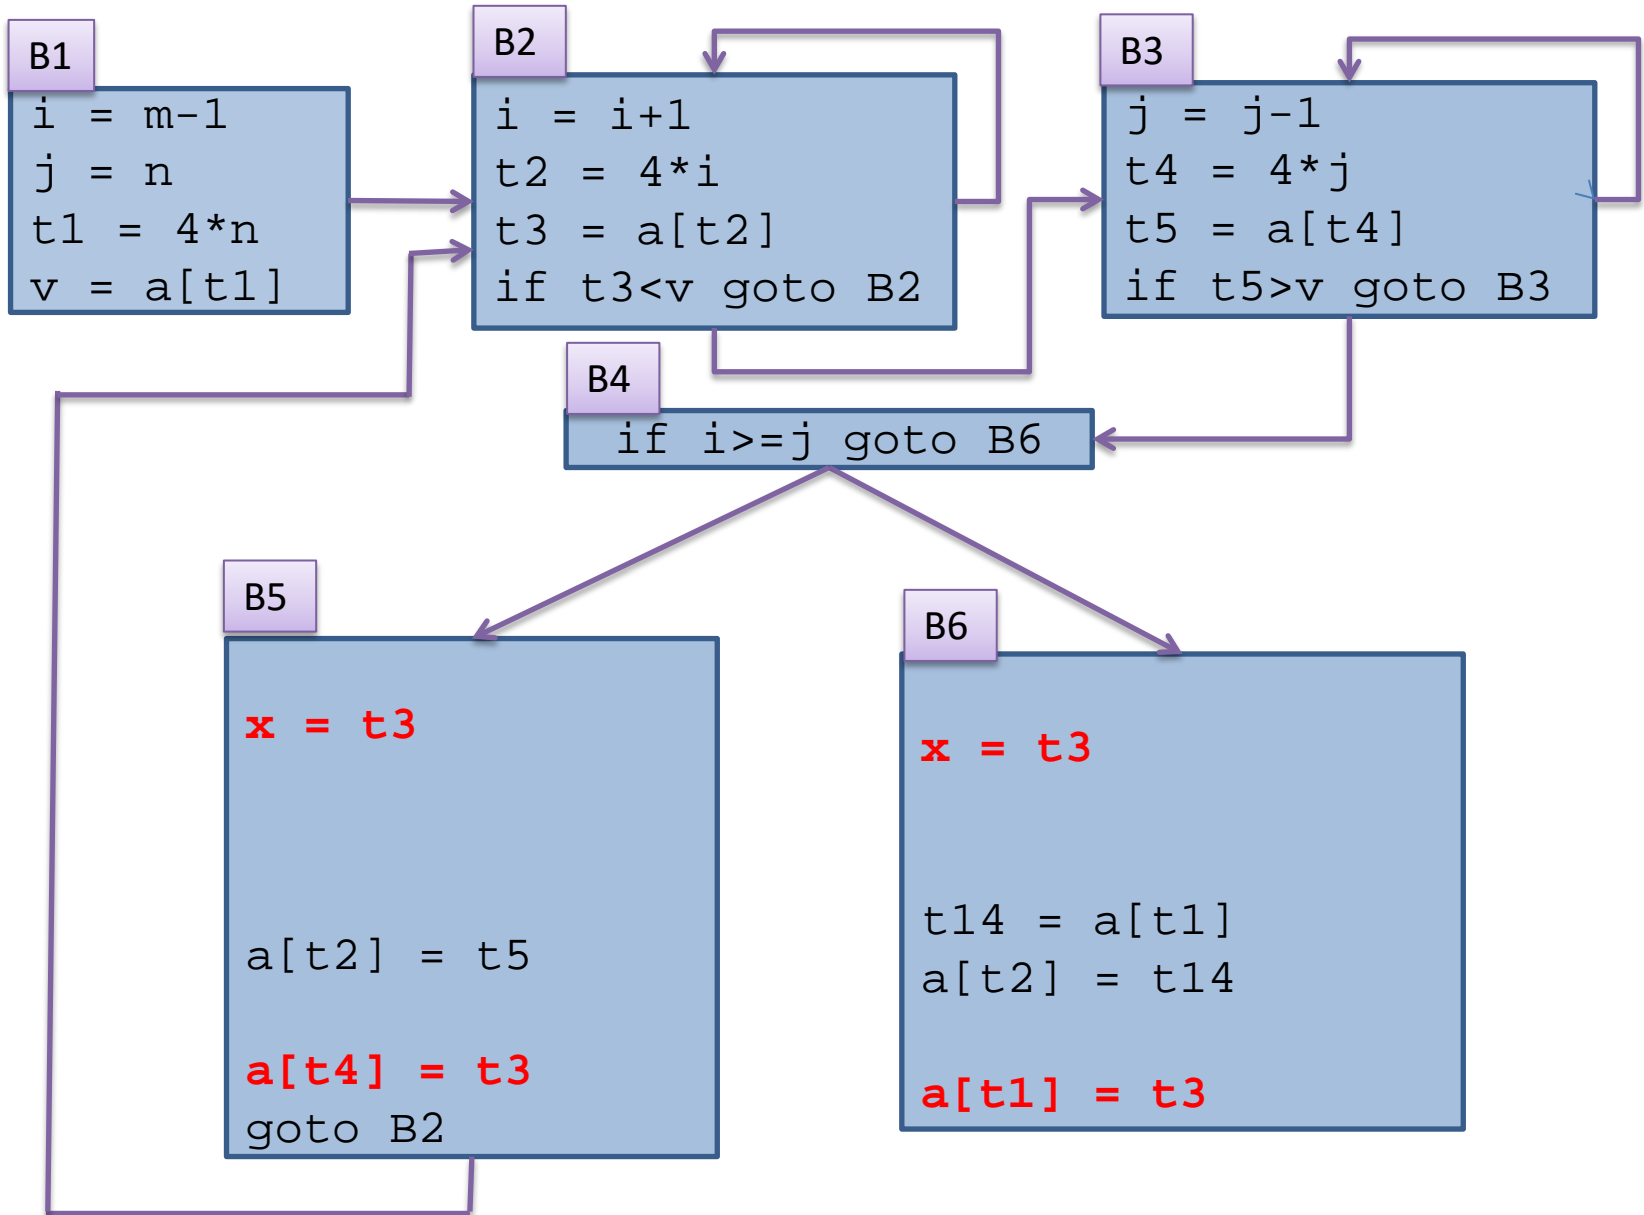 B1
i = m-1
j = n
t1 = 4*n
v = a[t1]
B2
i = i+1
t2 = 4*i
t3 = a[t2]
if t3<v goto B2
B3
j = j-1
t4 = 4*j
t5 = a[t4]
if t5>v goto B3
B4
if i>=j goto B6
B5
x = t3
a[t2] = t5
a[t4] = t3
goto B2
B6
x = t3
t14 = a[t1]
a[t2] = t14
a[t1] = t3